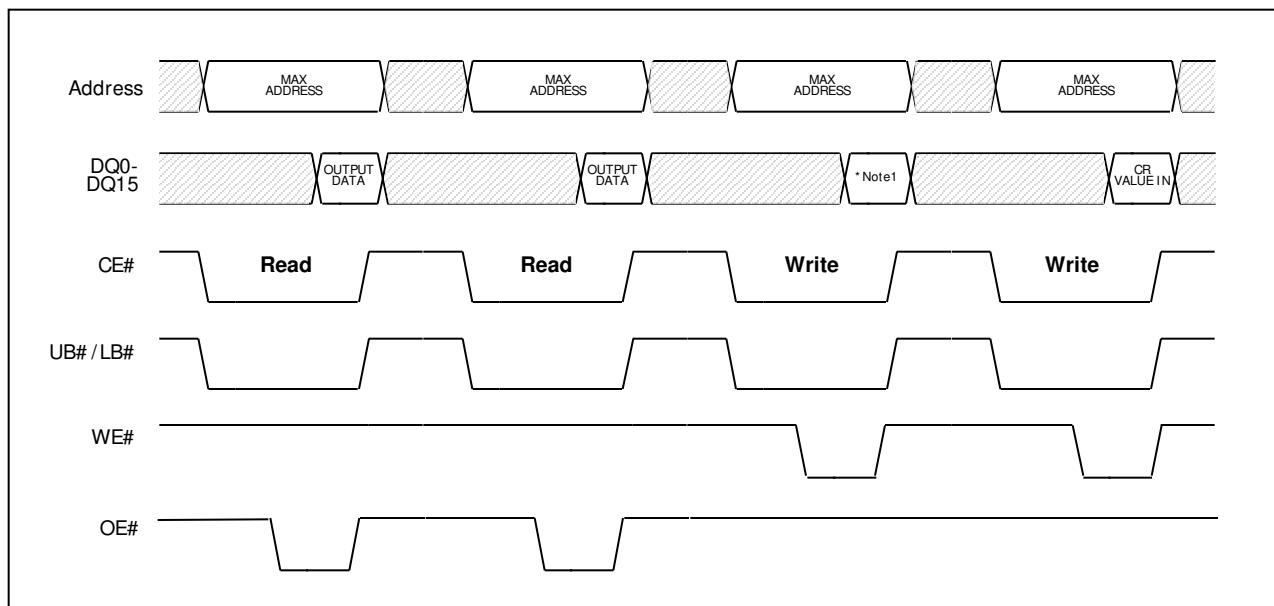 Address
MAX
ADDRESS
MAX
ADDRESS
MAX
ADDRESS
MAX
ADDRESS
DQ0-
DQ15
OUTPUT
DATA
OUTPUT
DATA
*Note1
CR
VALUE IN
CE#
Read
Read
Write
Write
UB# / LB#
WE#
OE#